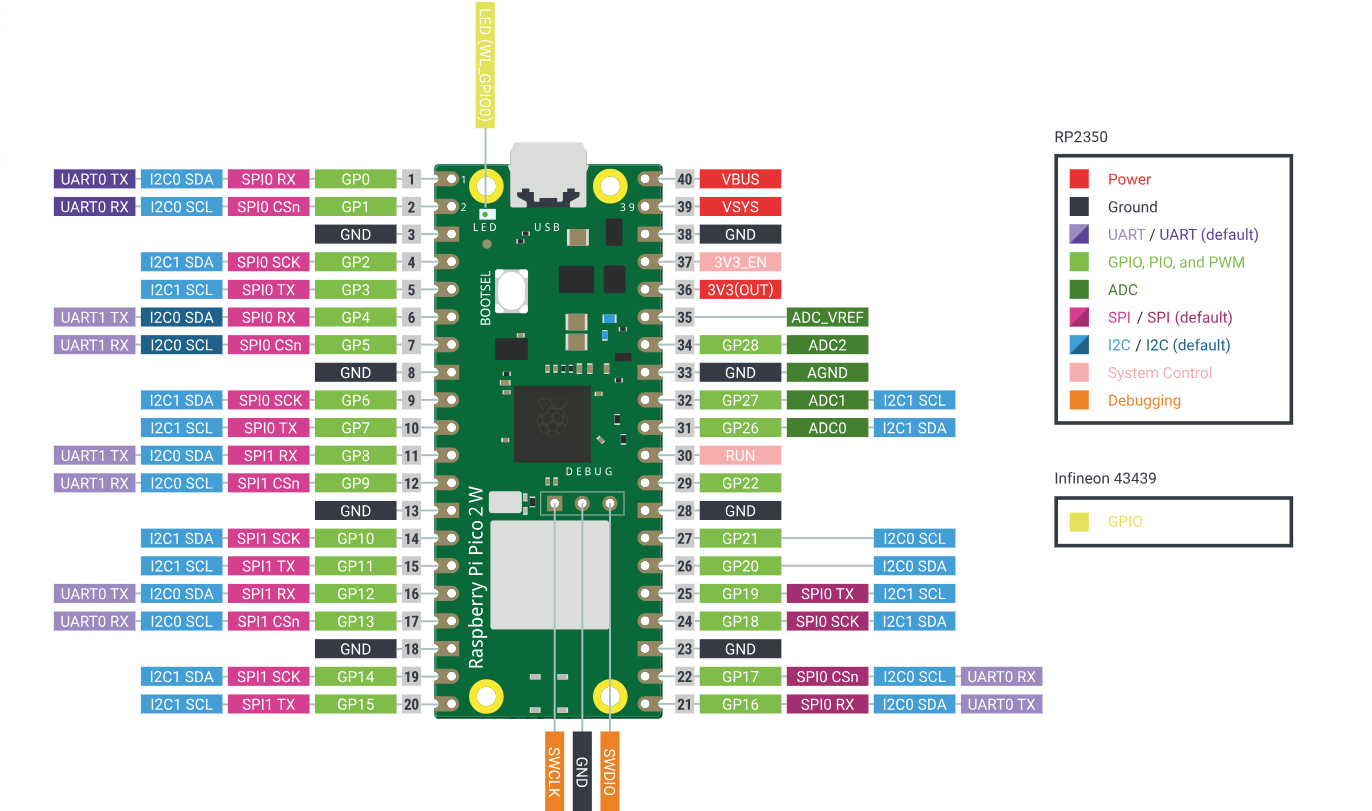 LED (WL_GPIO0)
UART0 TX I2C0 SDA SPI0 RX GP0 1 1 40 VBUS
UART0 RX I2C0 SCL SPI0 CSn GP1 2 2 39 39 VSYS
LED USB
GND 3 38 GND
I2C1 SDA SPI0 SCK GP2 4 37 3V3_EN
I2C1 SCL SPI0 TX GP3 5 BOOTSEL 36 3V3(OUT)
UART1 TX I2C0 SDA SPI0 RX GP4 6 35 ADC_VREF
UART1 RX I2C0 SCL SPI0 CSn GP5 7 34 GP28 ADC2
GND 8 33 GND AGND
I2C1 SDA SPI0 SCK GP6 9 32 GP27 ADC1 I2C1 SCL
I2C1 SCL SPI0 TX GP7 10 31 GP26 ADC0 I2C1 SDA
UART1 TX I2C0 SDA SPI1 RX GP8 11 30 RUN
DEBUG
UART1 RX I2C0 SCL SPI1 CSn GP9 12 29 GP22
GND 13 28 GND
I2C1 SDA SPI1 SCK GP10 14 27 GP21 I2C0 SCL
I2C1 SCL SPI1 TX GP11 15 26 GP20 I2C0 SDA
UART0 TX I2C0 SDA SPI1 RX GP12 16 25 GP19 SPI0 TX I2C1 SCL
UART0 RX I2C0 SCL SPI1 CSn GP13 17 24 GP18 SPI0 SCK I2C1 SDA
GND 18 23 GND
I2C1 SDA SPI1 SCK GP14 19 22 GP17 SPI0 CSn I2C0 SCL UART0 RX
I2C1 SCL SPI1 TX GP15 20 21 GP16 SPI0 RX I2C0 SDA UART0 TX
Raspberry Pi Pico 2 W
SWCLK GND SWDIO
RP2350
Power
Ground
UART / UART (default)
GPIO, PIO, and PWM
ADC
SPI / SPI (default)
I2C / I2C (default)
System Control
Debugging
Infineon 43439
GPIO